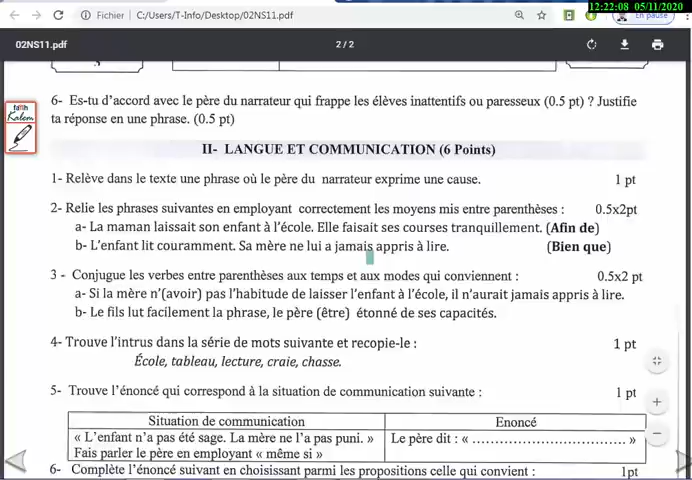 12:22:08 05/11/2020
Fichier | C:/Users/T-Info/Desktop/02NS11.pdf
En pause
02NS11.pdf
2 / 2
fatih
Kalem
6- Es-tu d'accord avec le père du narrateur qui frappe les élèves inattentifs ou paresseux (0.5 pt) ? Justifie
ta réponse en une phrase. (0.5 pt)
II- LANGUE ET COMMUNICATION (6 Points)
1- Relève dans le texte une phrase où le père du narrateur exprime une cause. 1 pt
2- Relie les phrases suivantes en employant correctement les moyens mis entre parenthèses : 0.5x2pt
a- La maman laissait son enfant à l'école. Elle faisait ses courses tranquillement. (Afin de)
b- L'enfant lit couramment. Sa mère ne lui a jamais appris à lire. (Bien que)
3 - Conjugue les verbes entre parenthèses aux temps et aux modes qui conviennent : 0.5x2 pt
a- Si la mère n'(avoir) pas l'habitude de laisser l'enfant à l'école, il n'aurait jamais appris à lire.
b- Le fils lut facilement la phrase, le père (être) étonné de ses capacités.
4- Trouve l'intrus dans la série de mots suivante et recopie-le : 1 pt
École, tableau, lecture, craie, chasse.
5- Trouve l'énoncé qui correspond à la situation de communication suivante : 1 pt
Situation de communication Enoncé
« L'enfant n'a pas été sage. La mère ne l'a pas puni. » Le père dit : « ................................. »
Fais parler le père en employant « même si »
6- Complète l'énoncé suivant en choisissant parmi les propositions celle qui convient : 1pt